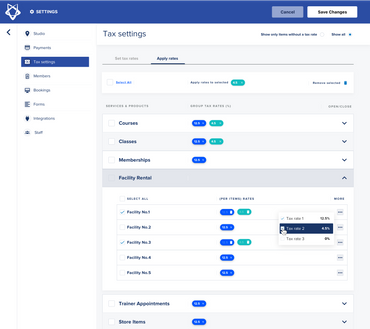 SETTINGS
Cancel
Save Changes
Studio
Payments
Tax settings
Members
Bookings
Forms
Integrations
Staff
Tax settings
Show only items without a tax rate
Show all
Set tax rates
Apply rates
Select All
Apply rates to selected
Remove selected
SERVICES & PRODUCTS
GROUP TAX RATES (%)
OPEN/CLOSE
Courses
Classes
Memberships
Facility Rental
SELECT ALL
(PER ITEMS) RATES
MORE
Facility No.1
Facility No.2
Facility No.3
Facility No.4
Facility No.5
Tax rate 1 12.5%
Tax rate 2 4.5%
Tax rate 3 9%
Trainer Appointments
Store Items